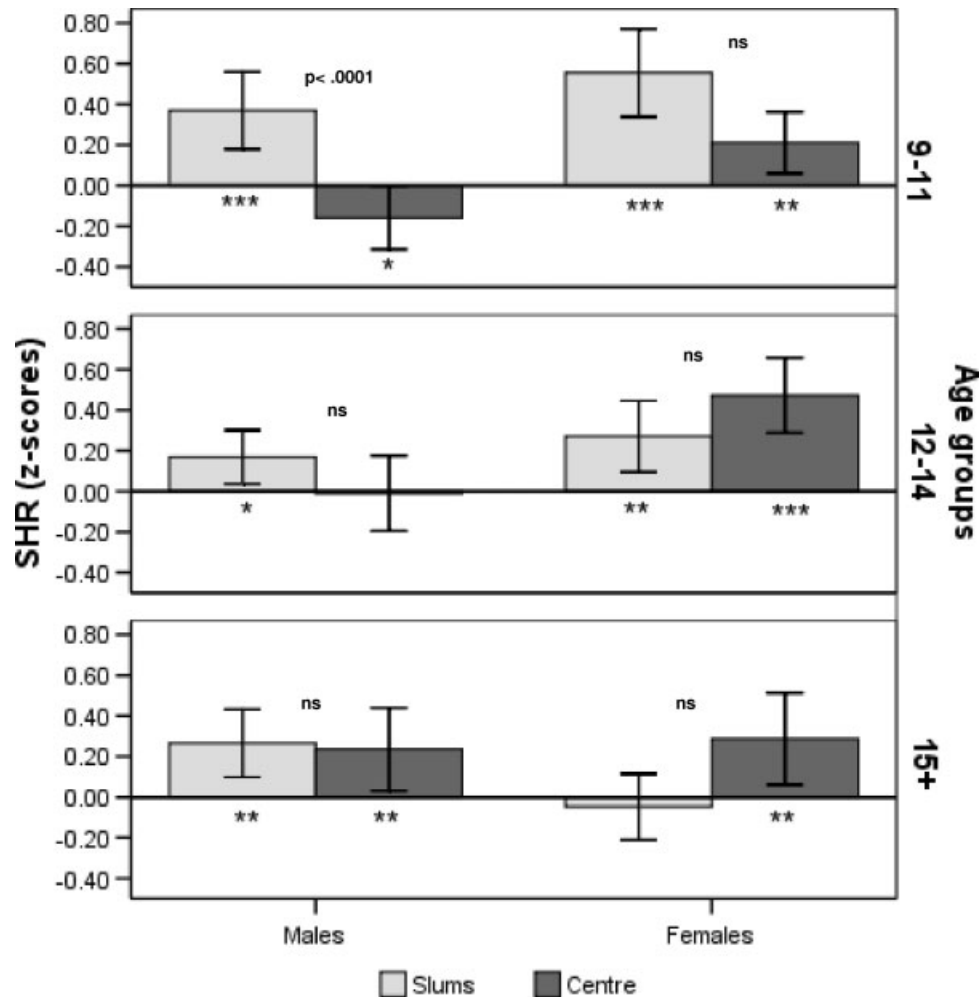 0.80
0.60
0.40
0.20
0.00
-0.20
-0.40
p< .0001
ns
***
*
***
**
9-11
0.80
0.60
0.40
0.20
0.00
-0.20
-0.40
ns
ns
*
**
***
12-14
0.80
0.60
0.40
0.20
0.00
-0.20
-0.40
ns
ns
**
**
**
15+
SHR (z-scores)
Age groups
Males
Females
Slums
Centre